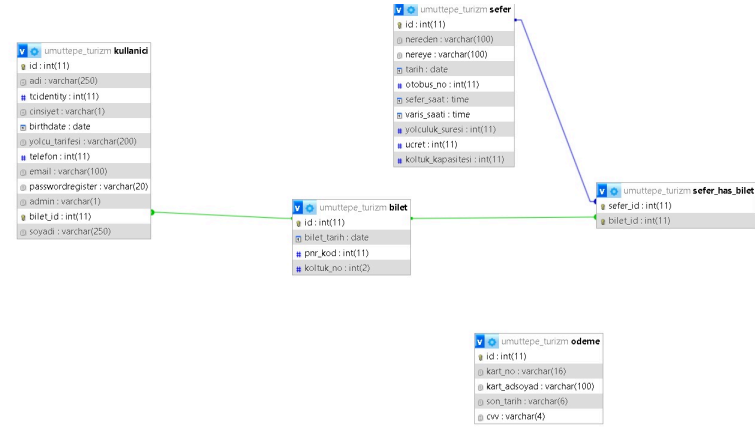 umuttepe_turizm kullanici
id : int(11)
adi : varchar(250)
tcidentity : int(11)
cinsiyet : varchar(1)
birthdate : date
yolcu_tarifesi : varchar(200)
telefon : int(11)
email : varchar(100)
passwordregister : varchar(20)
admin : varchar(1)
bilet_id : int(11)
soyadi : varchar(250)
umuttepe_turizm bilet
id : int(11)
bilet_tarih : date
pnr_kod : int(11)
koltuk_no : int(2)
umuttepe_turizm sefer
id : int(11)
nereden : varchar(100)
nereye : varchar(100)
tarih : date
otobus_no : int(11)
sefer_saat : time
varis_saati : time
yolculuk_suresi : int(11)
ucret : int(11)
koltuk_kapasitesi : int(11)
umuttepe_turizm sefer_has_bilet
sefer_id : int(11)
bilet_id : int(11)
umuttepe_turizm odeme
id : int(11)
kart_no : varchar(16)
kart_adsoyad : varchar(100)
son_tarih : varchar(6)
cvv : varchar(4)